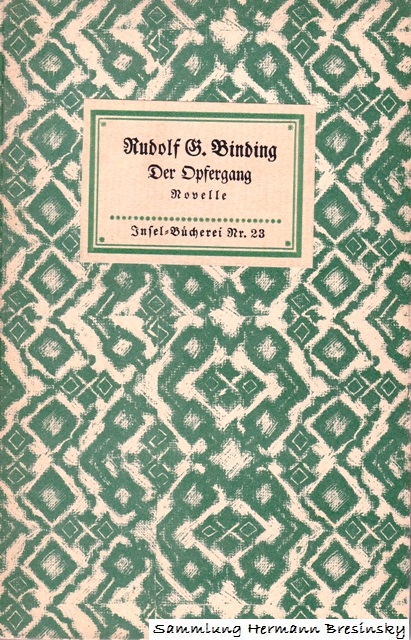 Rudolf G. Binding
Der Opfergang
Novelle
Insel-Bücherei Nr. 23
Sammlung Hermann Bresinsky